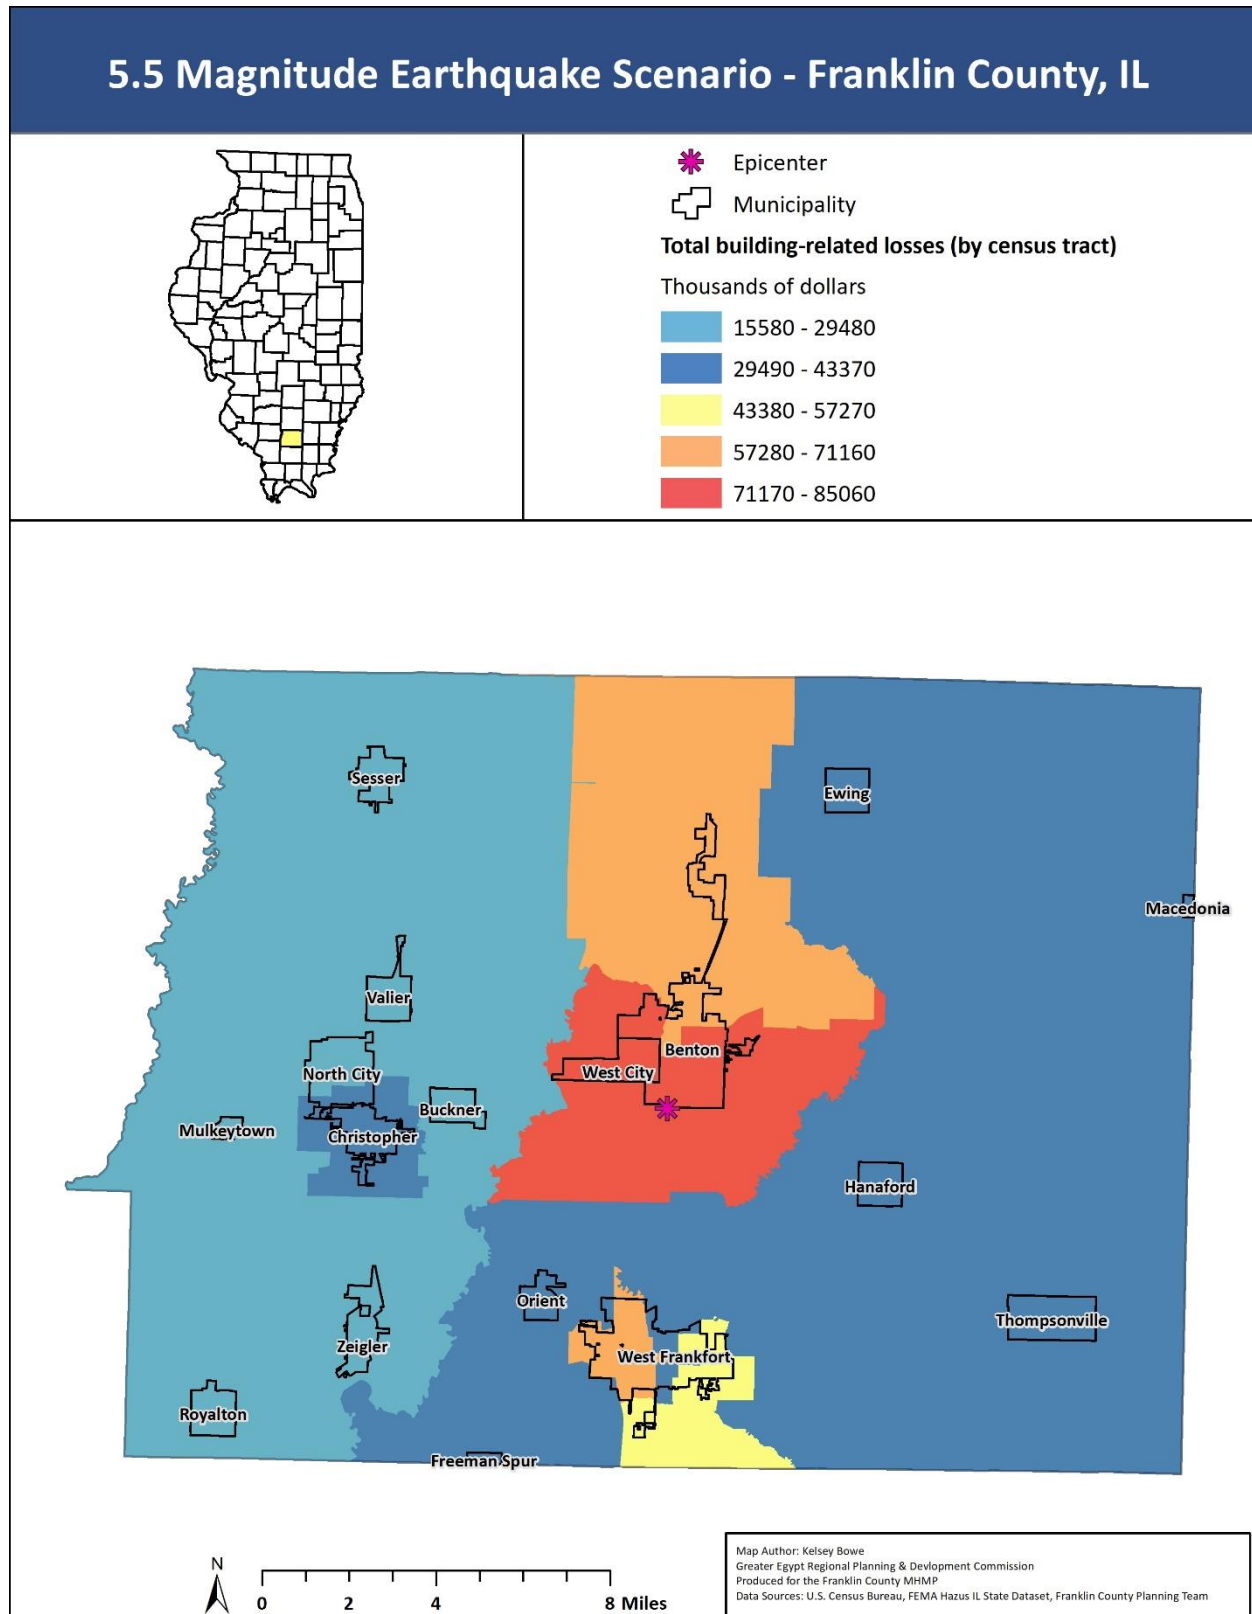 5.5 Magnitude Earthquake Scenario - Franklin County, IL
Epicenter
Municipality
Total building-related losses (by census tract)
Thousands of dollars
15580 - 29480
29490 - 43370
43380 - 57270
57280 - 71160
71170 - 85060
Sesser
Ewing
Macedonia
Valier
Benton
West City
North City
Buckner
Mulkeytown
Christopher
Hanaford
Orient
Thompsonville
Zeigler
West Frankfort
Royalton
Freeman Spur
N
0 2 4 8 Miles
Map Author: Kelsey Bowe
Greater Egypt Regional Planning & Devlopment Commission
Produced for the Franklin County MHMP
Data Sources: U.S. Census Bureau, FEMA Hazus IL State Dataset, Franklin County Planning Team